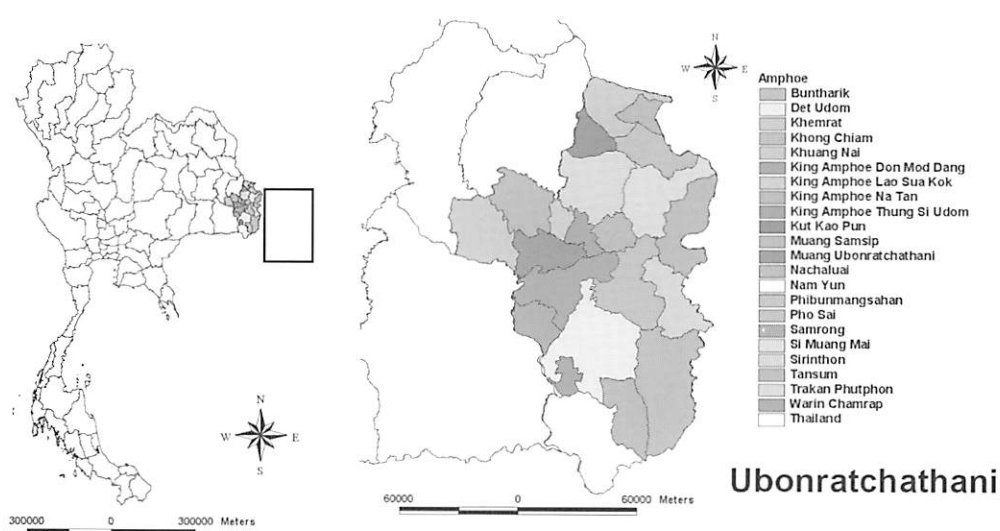 N
W E
S
Amphoe
Buntharik
Det Udom
Khemrat
Khong Chiam
Khuang Nai
King Amphoe Don Mod Dang
King Amphoe Lao Sua Kok
King Amphoe Na Tan
King Amphoe Thung Si Udom
Kut Kao Pun
Muang Samsip
Muang Ubonratchathani
Nachaluai
Nam Yun
Phibunmangsahan
Pho Sai
Samrong
Si Muang Mai
Sirinthon
Tansum
Trakan Phutphon
Warin Chamrap
Thailand
N
W E
S
Ubonratchathani
60000 0 60000 Meters
300000 0 300000 Meters